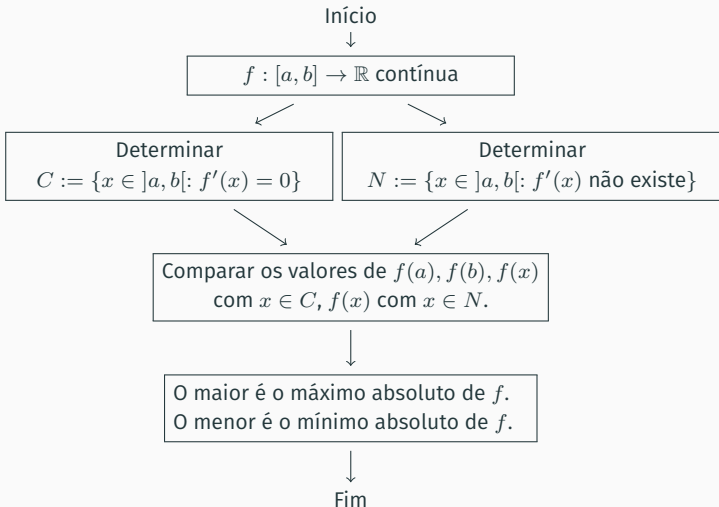 Início
f : [a, b] → ℝ contínua
Determinar
C := {x ∈ ]a, b[: f′(x) = 0}
Determinar
N := {x ∈ ]a, b[: f′(x) não existe}
Comparar os valores de f(a), f(b), f(x)
com x ∈ C, f(x) com x ∈ N.
O maior é o máximo absoluto de f.
O menor é o mínimo absoluto de f.
Fim